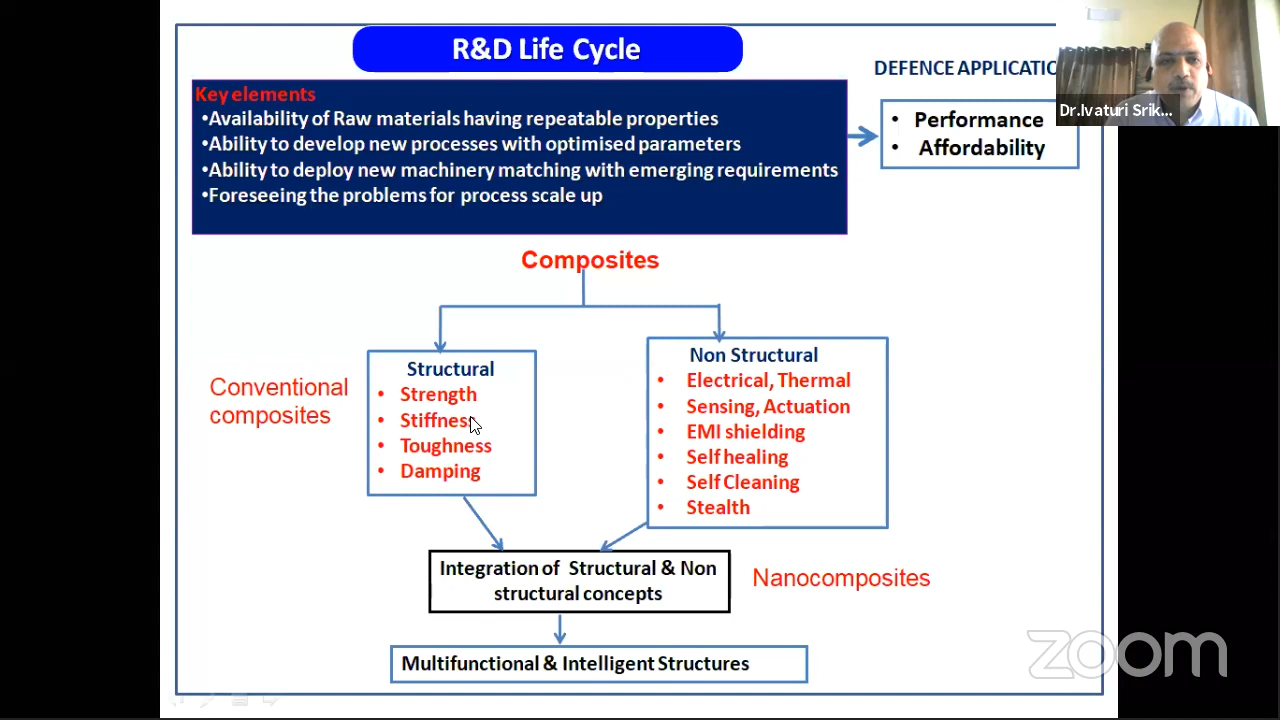 R&D Life Cycle
DEFENCE APPLICATIO
Key elements
•Availability of Raw materials having repeatable properties
•Ability to develop new processes with optimised parameters
•Ability to deploy new machinery matching with emerging requirements
•Foreseeing the problems for process scale up
• Performance
• Affordability
Dr.Ivaturi Srik...
Composites
Conventional
composites
Structural
• Strength
• Stiffness
• Toughness
• Damping
Non Structural
• Electrical, Thermal
• Sensing, Actuation
• EMI shielding
• Self healing
• Self Cleaning
• Stealth
Integration of Structural & Non
structural concepts
Nanocomposites
Multifunctional & Intelligent Structures
zoom